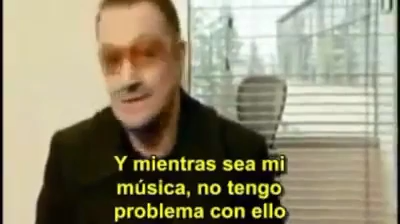 Y mientras sea mi
música, no tengo
problema con ello